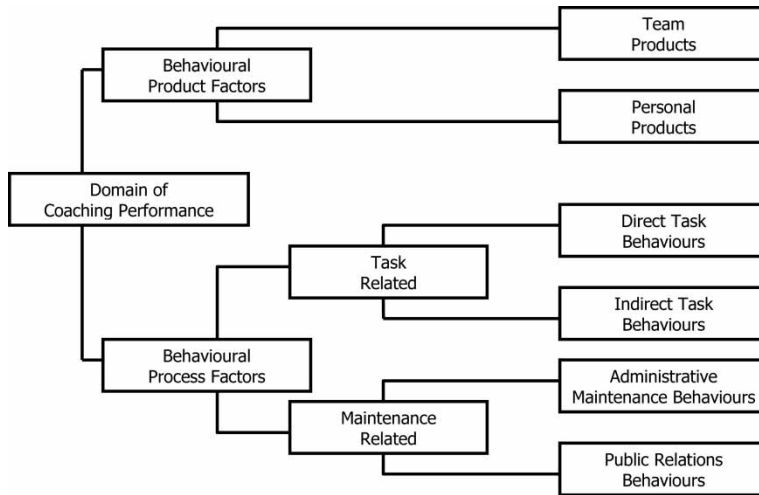 Team
Products
Behavioural
Product Factors
Personal
Products
Domain of
Coaching Performance
Direct Task
Behaviours
Task
Related
Indirect Task
Behaviours
Behavioural
Process Factors
Administrative
Maintenance Behaviours
Maintenance
Related
Public Relations
Behaviours